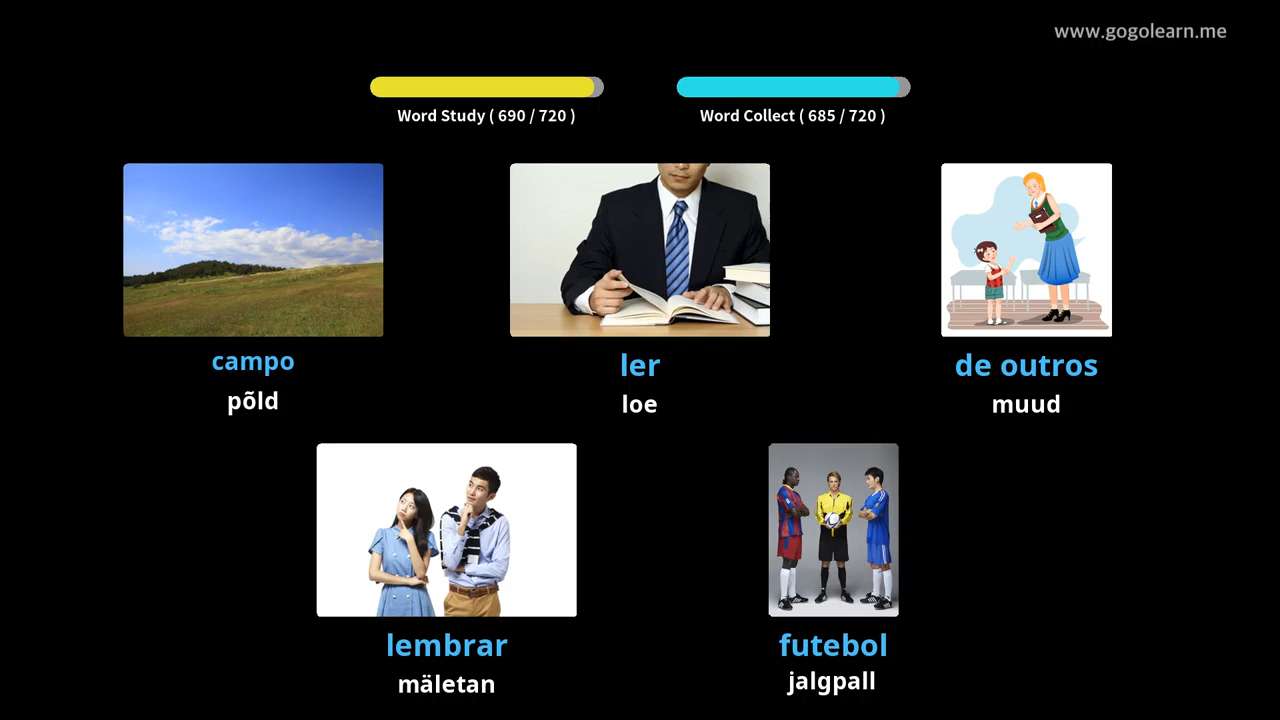 www.gogolearn.me
Word Study ( 690 / 720 )
Word Collect ( 685 / 720 )
campo
põld
ler
loe
de outros
muud
lembrar
mäletan
futebol
jalgpall